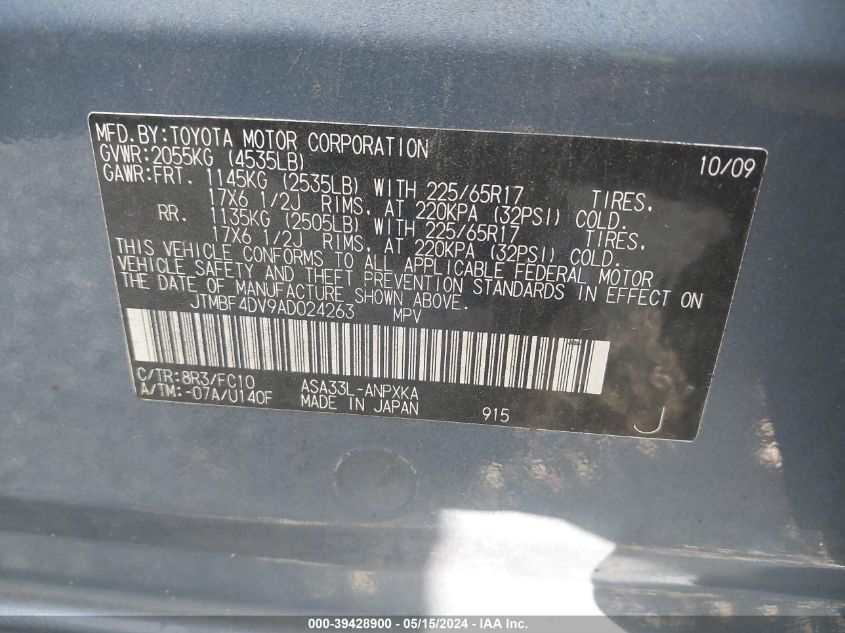 MFD.BY:TOYOTA MOTOR CORPORATION 10/09
GVWR:2055KG (4535LB)
GAWR:FRT. 1145KG (2535LB) WITH 225/65R17 TIRES,
17X6 1/2J RIMS, AT 220KPA (32PSI) COLD.
RR. 1135KG (2505LB) WITH 225/65R17 TIRES,
17X6 1/2J RIMS, AT 220KPA (32PSI) COLD.
THIS VEHICLE CONFORMS TO ALL APPLICABLE FEDERAL MOTOR
VEHICLE SAFETY AND THEFT PREVENTION STANDARDS IN EFFECT ON
THE DATE OF MANUFACTURE SHOWN ABOVE.
JTMBF4DV9AD024263 MPV
C/TR:8R3/FC10 ASA33L-ANPXKA
A/TM:-07A/U140F MADE IN JAPAN 915 J
000-39428900 - 05/15/2024 - IAA Inc.